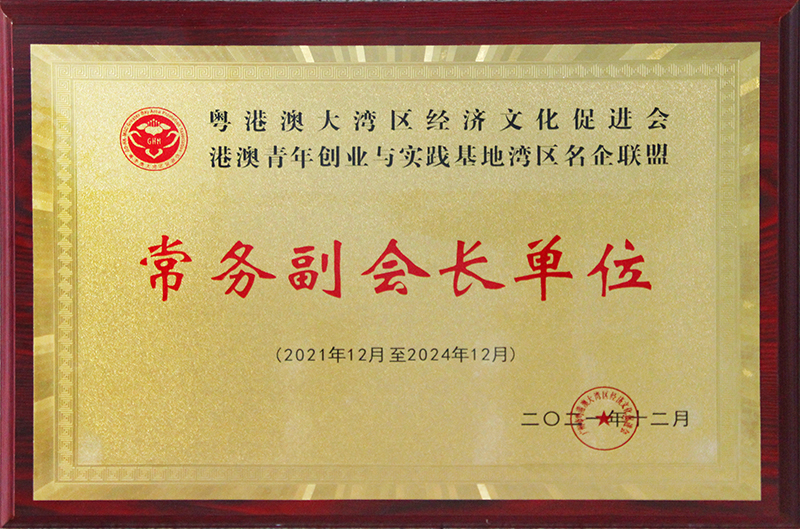 粤港澳大湾区经济文化促进会
港澳青年创业与实践基地湾区名企联盟
GHM
常务副会长单位
(2021年12月至2024年12月)
二〇二一年十二月